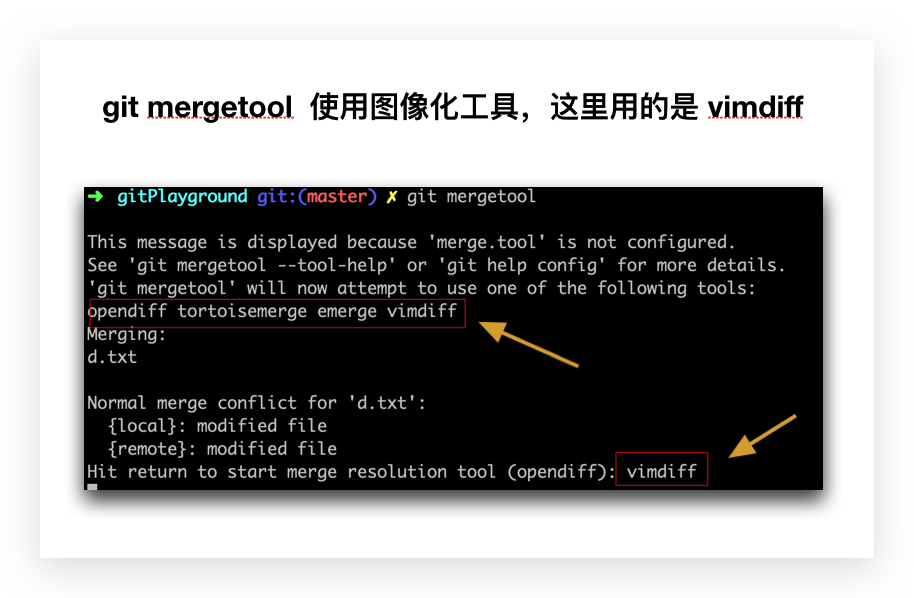 git mergetool 使用图像化工具，这里用的是 vimdiff
➜ gitPlayground git:(master) ✗ git mergetool
This message is displayed because 'merge.tool' is not configured.
See 'git mergetool --tool-help' or 'git help config' for more details.
'git mergetool' will now attempt to use one of the following tools:
opendiff tortoisemerge emerge vimdiff
Merging:
d.txt
Normal merge conflict for 'd.txt':
{local}: modified file
{remote}: modified file
Hit return to start merge resolution tool (opendiff): vimdiff